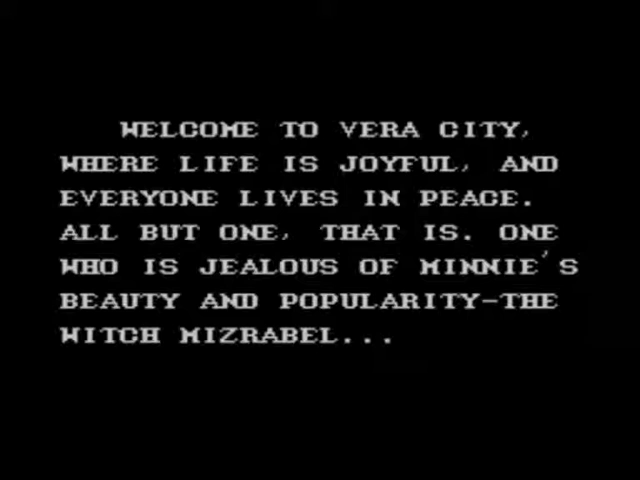 WELCOME TO VERA CITY,
WHERE LIFE IS JOYFUL, AND
EVERYONE LIVES IN PEACE.
ALL BUT ONE, THAT IS. ONE
WHO IS JEALOUS OF MINNIE'S
BEAUTY AND POPULARITY-THE
WITCH MIZRABEL...